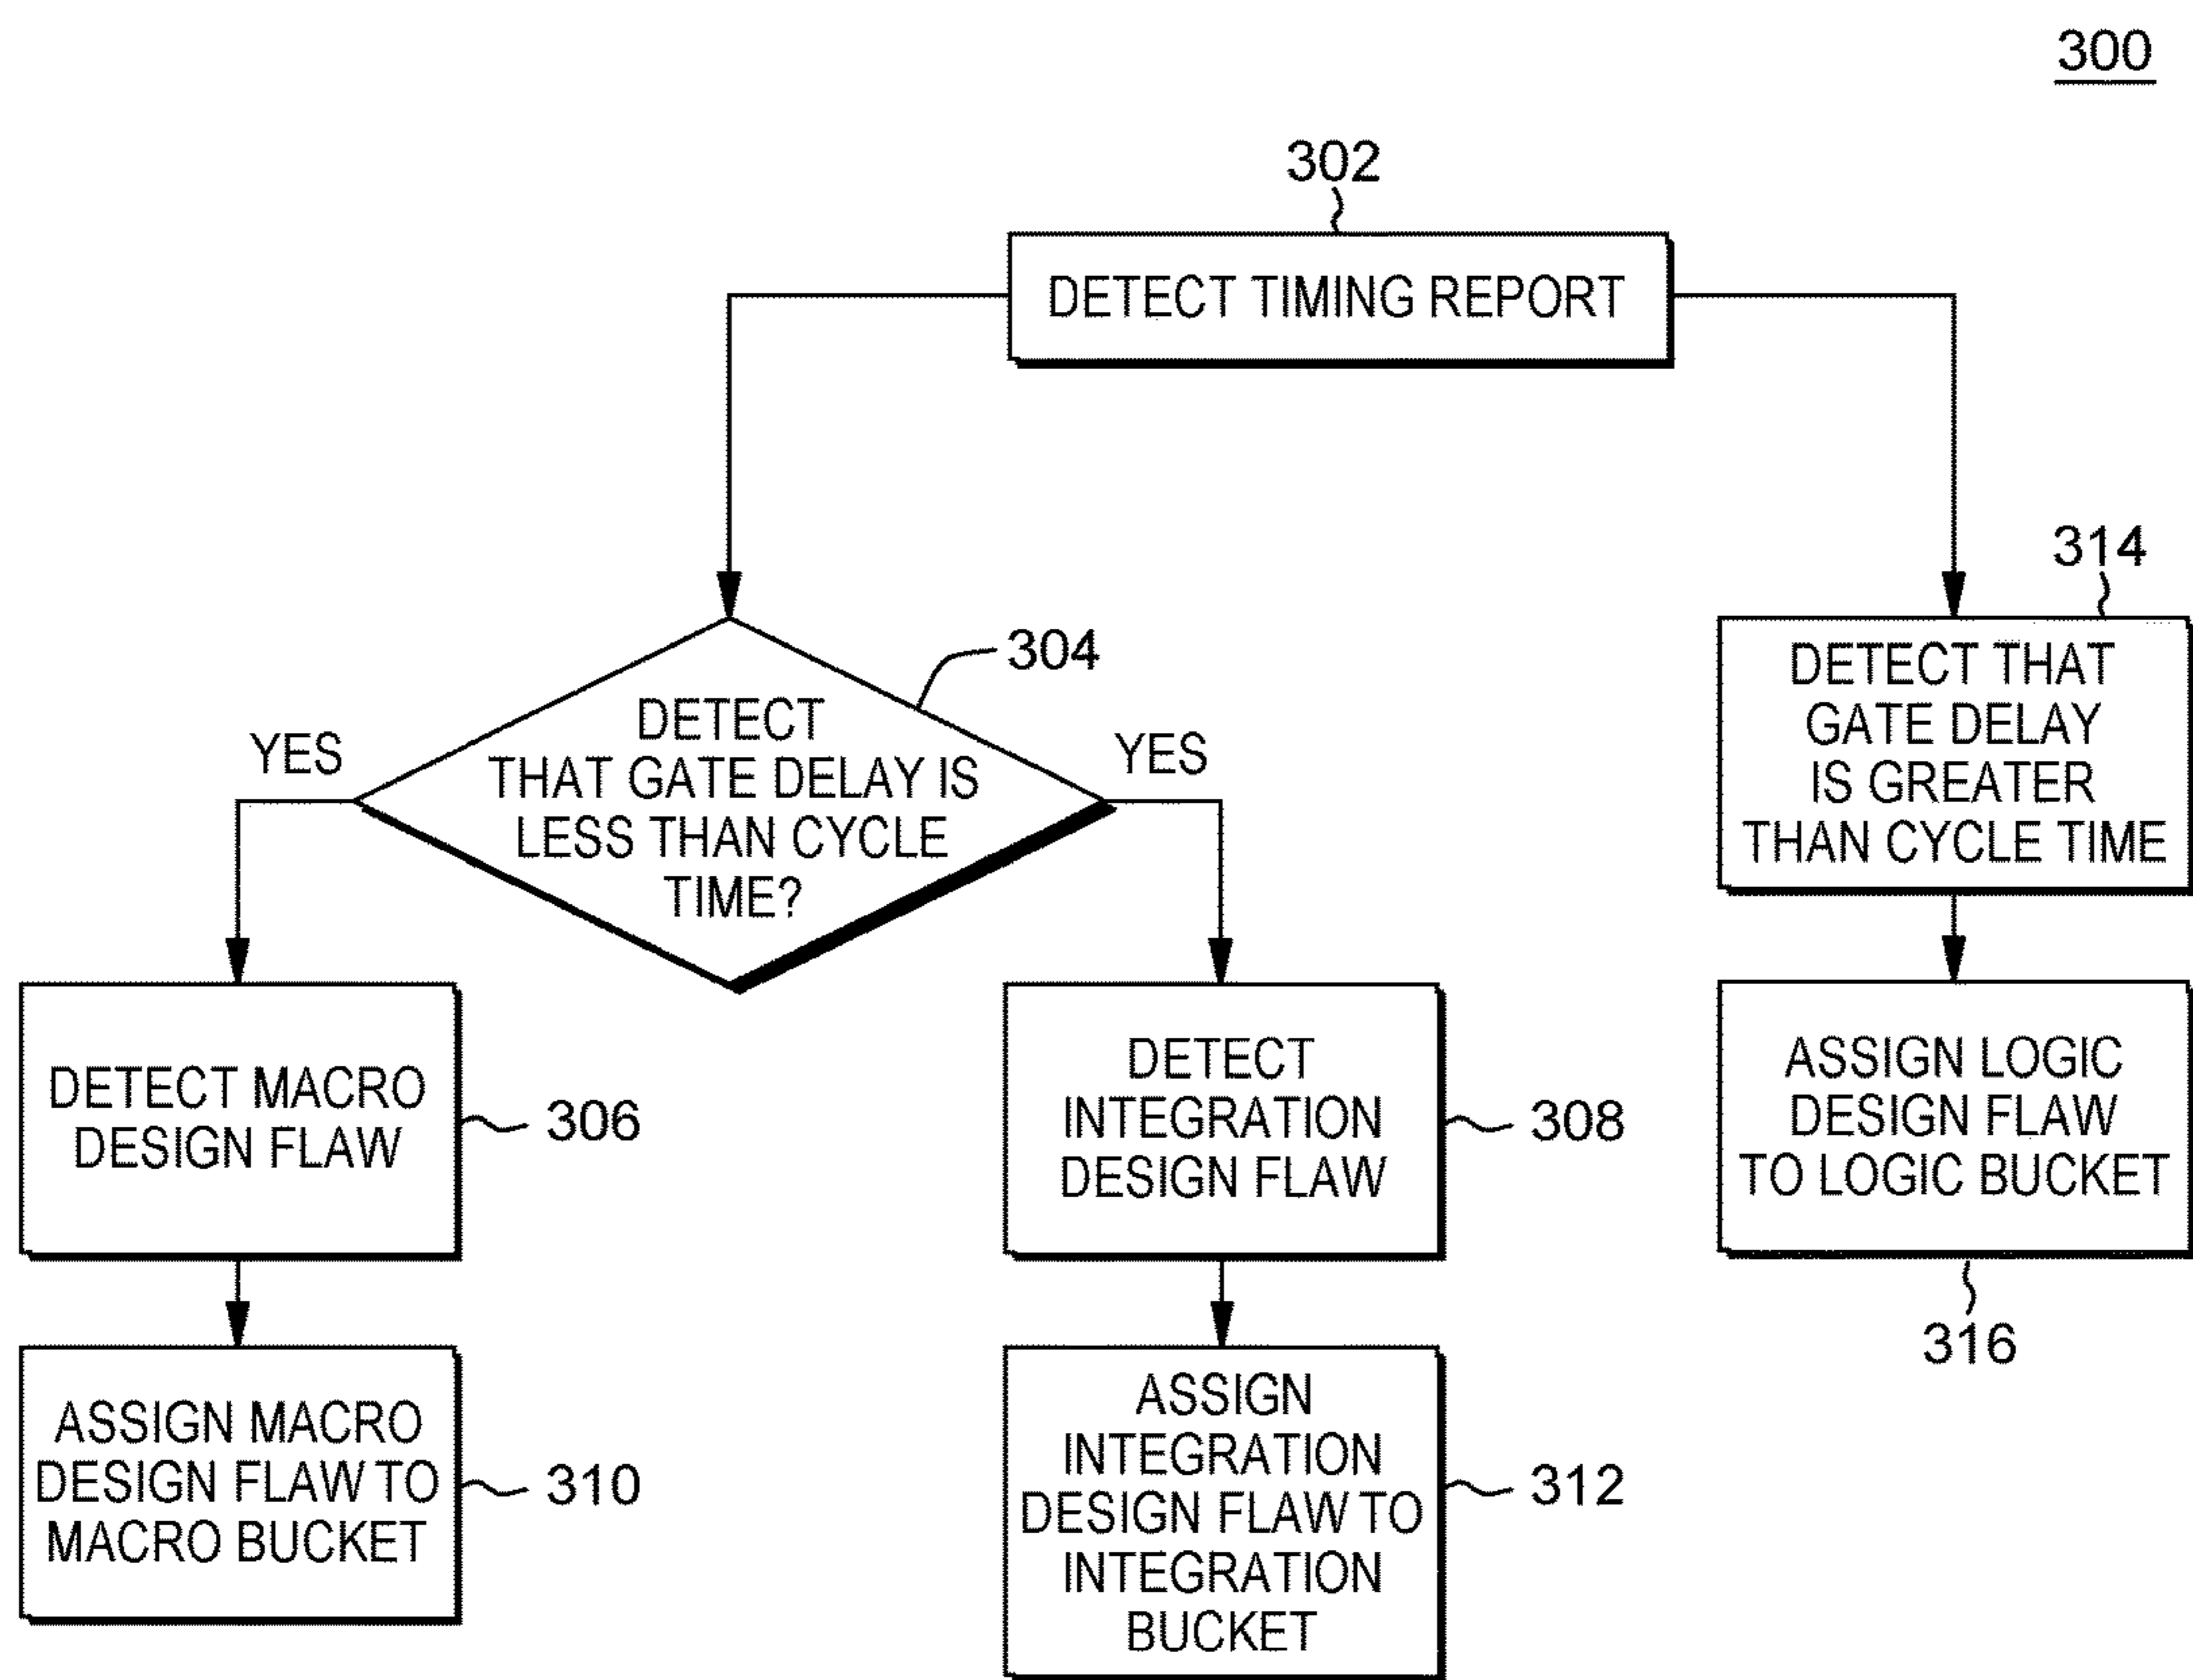 300
302
DETECT TIMING REPORT
304
DETECT
THAT GATE DELAY IS
LESS THAN CYCLE
TIME?
YES
YES
314
DETECT THAT
GATE DELAY
IS GREATER
THAN CYCLE TIME
DETECT MACRO
DESIGN FLAW
306
DETECT
INTEGRATION
DESIGN FLAW
308
ASSIGN LOGIC
DESIGN FLAW
TO LOGIC BUCKET
316
ASSIGN MACRO
DESIGN FLAW TO
MACRO BUCKET
310
ASSIGN
INTEGRATION
DESIGN FLAW TO
INTEGRATION
BUCKET
312